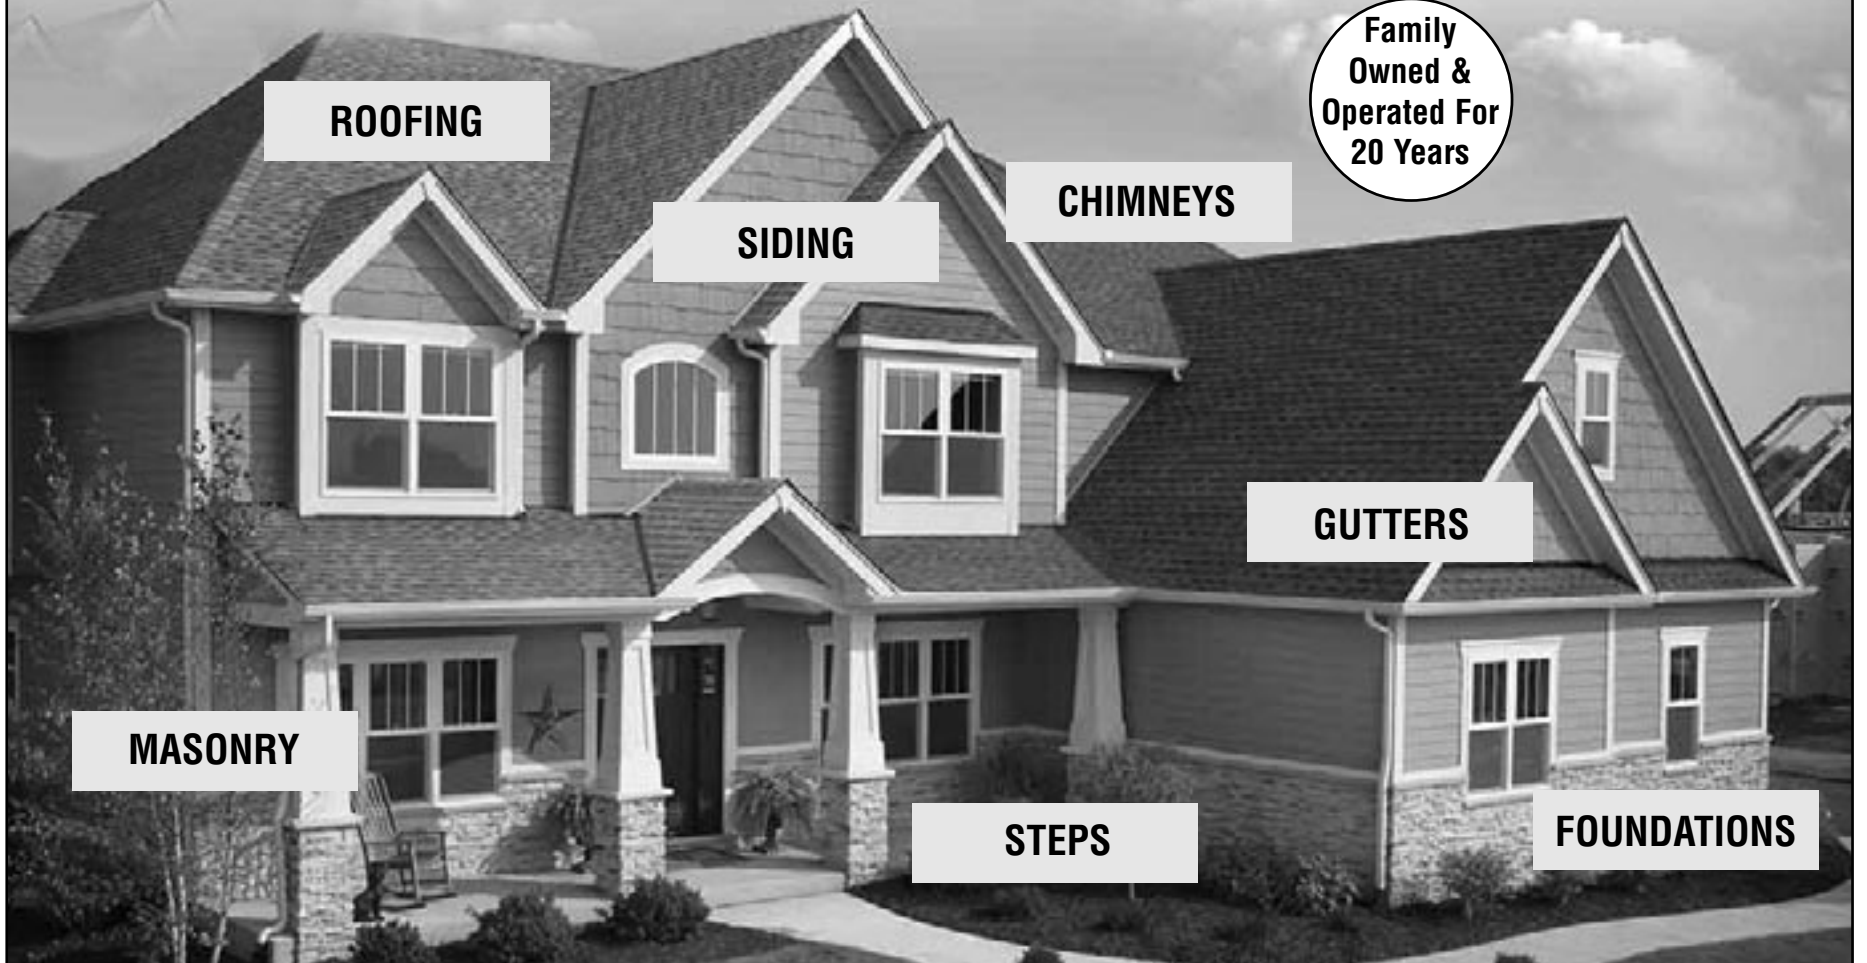 Family
Owned &
Operated For
20 Years
ROOFING
CHIMNEYS
SIDING
GUTTERS
MASONRY
STEPS
FOUNDATIONS